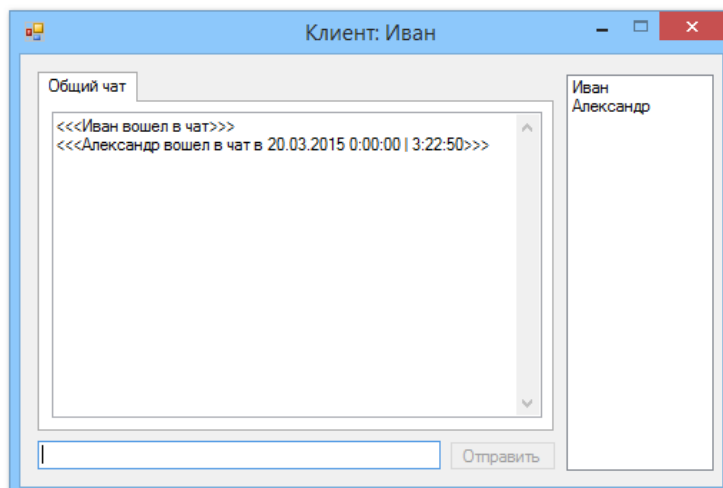 Клиент: Иван
Общий чат
<<<Иван вошел в чат>>>
<<<Александр вошел в чат в 20.03.2015 0:00:00 | 3:22:50>>>
Иван
Александр
Отправить